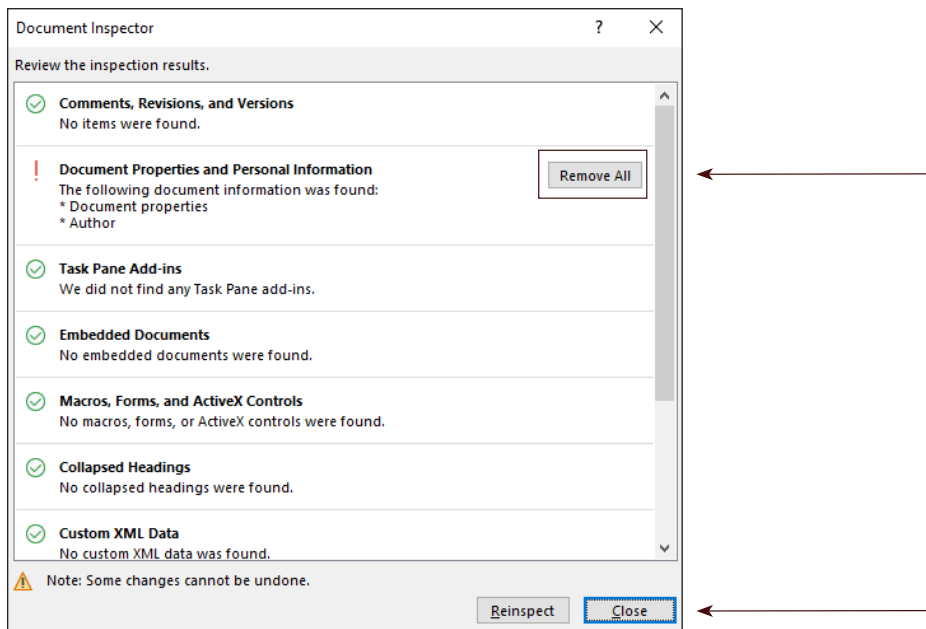 Document Inspector ?
Review the inspection results.
Comments, Revisions, and Versions
No items were found.
Document Properties and Personal Information
Remove All
The following document information was found:
* Document properties
* Author
Task Pane Add-ins
We did not find any Task Pane add-ins.
Embedded Documents
No embedded documents were found.
Macros, Forms, and ActiveX Controls
No macros, forms, or ActiveX controls were found.
Collapsed Headings
No collapsed headings were found.
Custom XML Data
No custom XML data was found.
Note: Some changes cannot be undone.
Reinspect Close